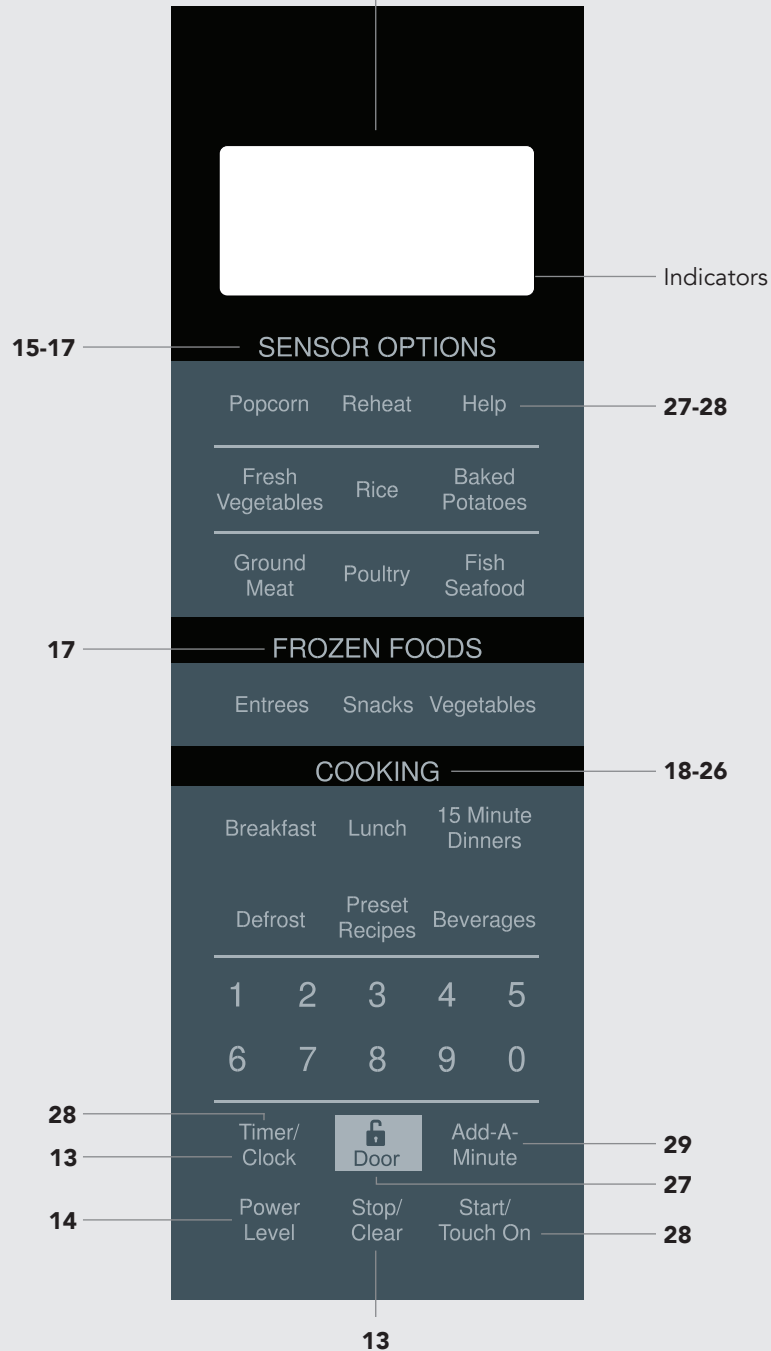 Indicators
15-17 SENSOR OPTIONS
Popcorn Reheat Help 27-28
Fresh Vegetables Rice Baked Potatoes
Ground Meat Poultry Fish Seafood
17 FROZEN FOODS
Entrees Snacks Vegetables
COOKING 18-26
Breakfast Lunch 15 Minute Dinners
Defrost Preset Recipes Beverages
1 2 3 4 5
6 7 8 9 0
28
13
Timer/ Clock
Door
Add-A- Minute
29
27
14
Power Level
Stop/ Clear
Start/ Touch On
28
13